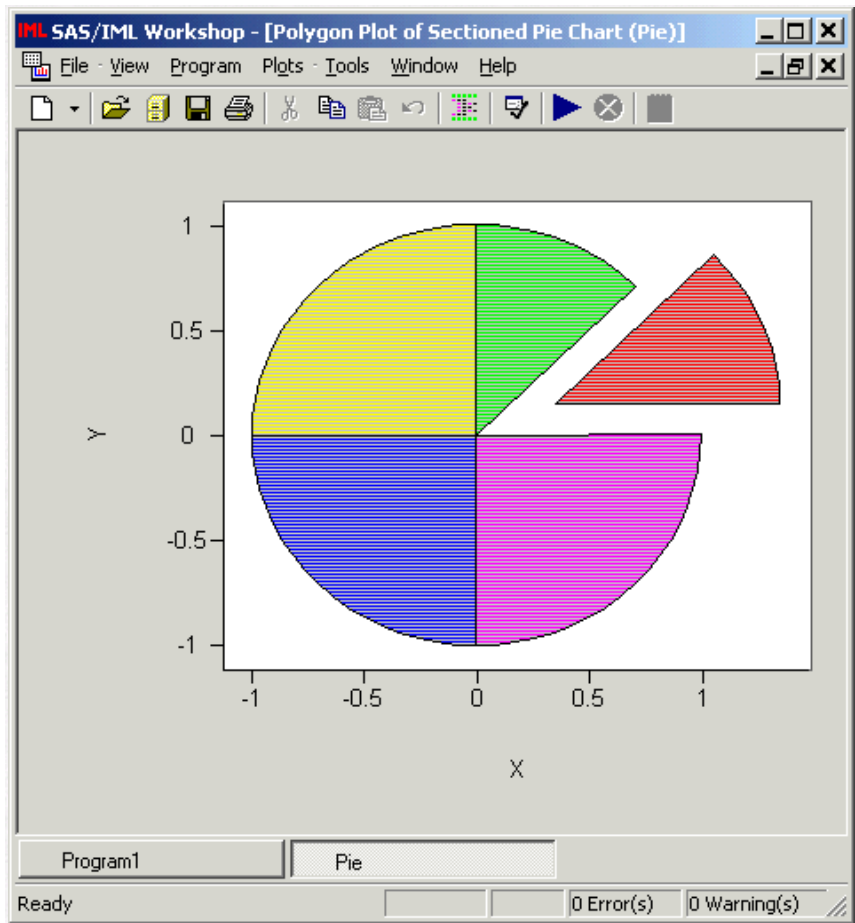 IML SAS/IML Workshop - [Polygon Plot of Sectioned Pie Chart (Pie)]
File View Program Plots Tools Window Help
1
0.5
Y
0
-0.5
-1
-1 -0.5 0 0.5 1
X
Program1 Pie
Ready 0 Error(s) 0 Warning(s)